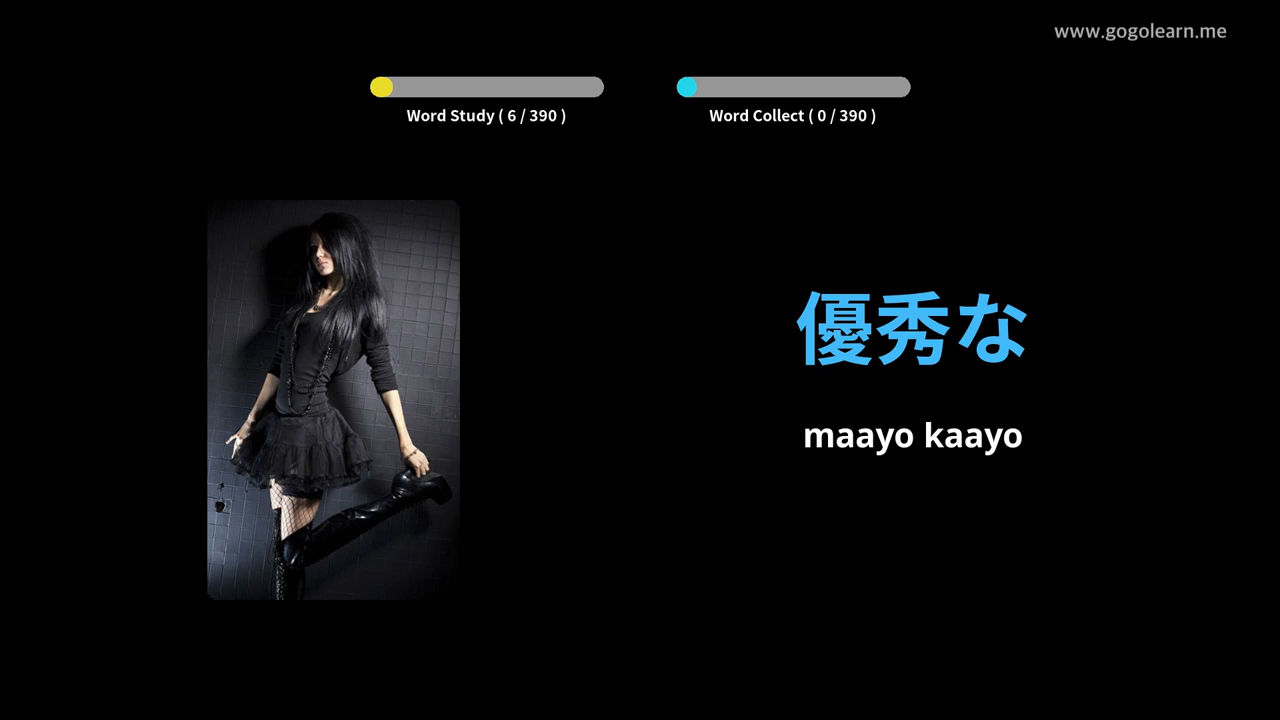 www.gogolearn.me
Word Study ( 6 / 390 )
Word Collect ( 0 / 390 )
優秀な
maayo kaayo